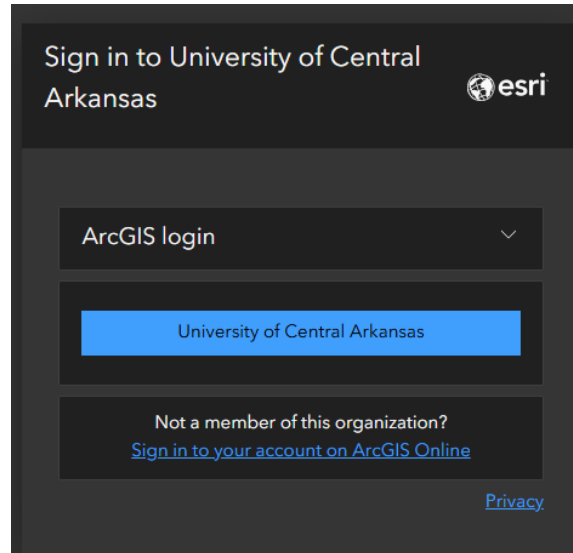 Sign in to University of Central
Arkansas
esri
ArcGIS login
University of Central Arkansas
Not a member of this organization?
Sign in to your account on ArcGIS Online
Privacy